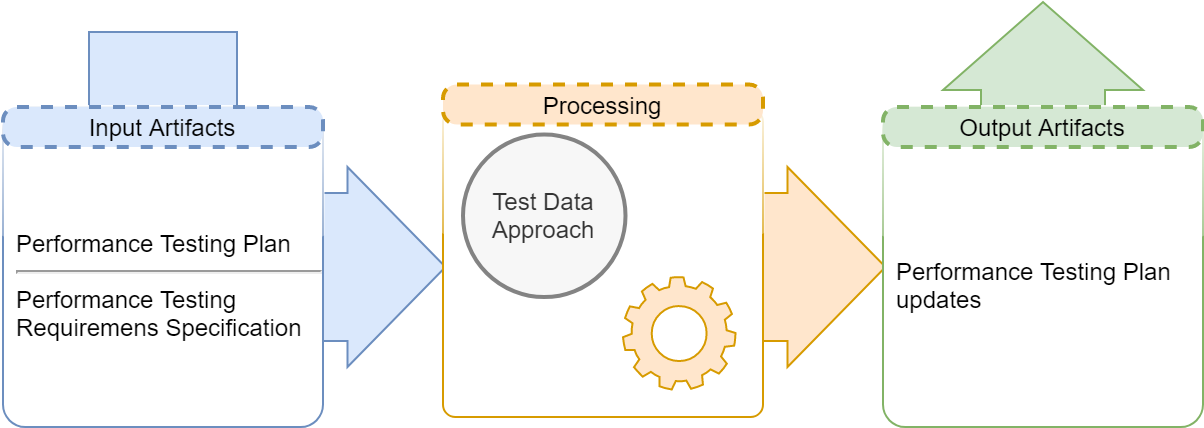 Input Artifacts
Performance Testing Plan
Performance Testing
Requiremens Specification
Processing
Test Data
Approach
Output Artifacts
Performance Testing Plan
updates